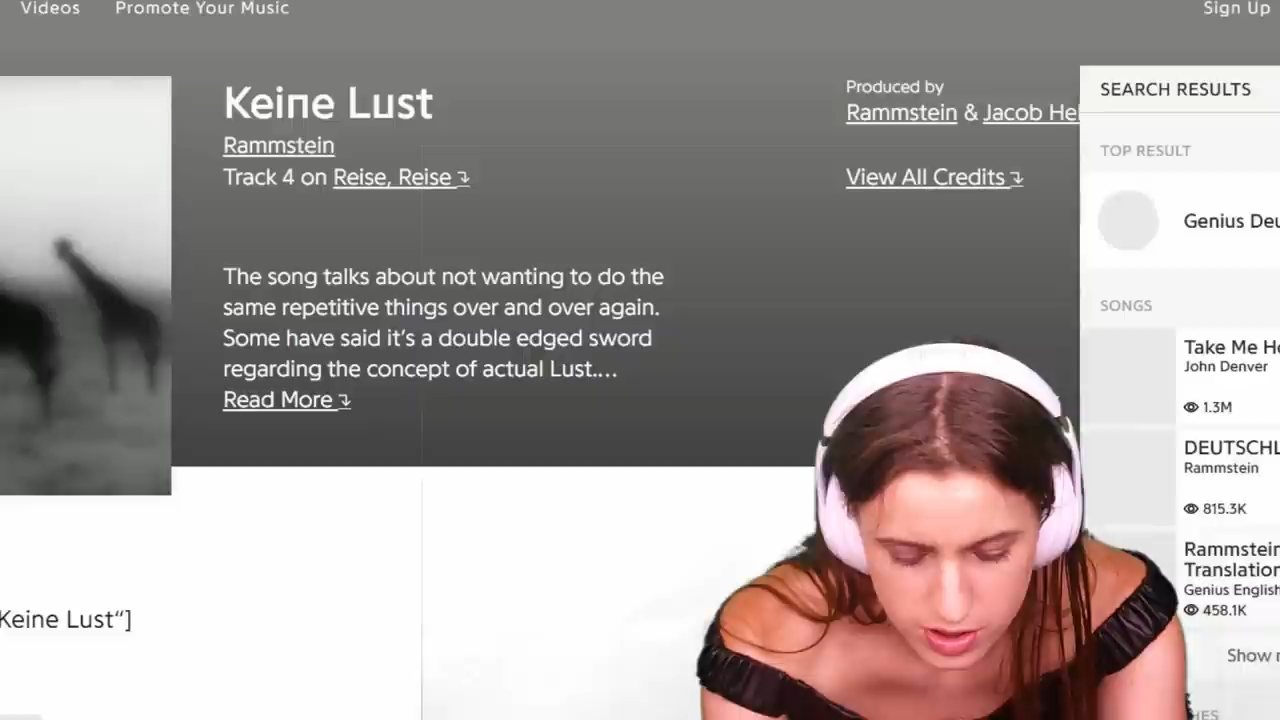 Videos Promote Your Music Sign Up
Keine Lust
Rammstein
Track 4 on Reise, Reise
Produced by
Rammstein & Jacob
View All Credits
The song talks about not wanting to do the
same repetitive things over and over again.
Some have said it's a double edged sword
regarding the concept of actual Lust....
Read More
Keine Lust“]
SEARCH RESULTS
TOP RESULT
Genius
SONGS
Take Me
John Denver
1.3M
Rammstein
815.3K
Rammstein
Translation
Genius English
458.1K
Show